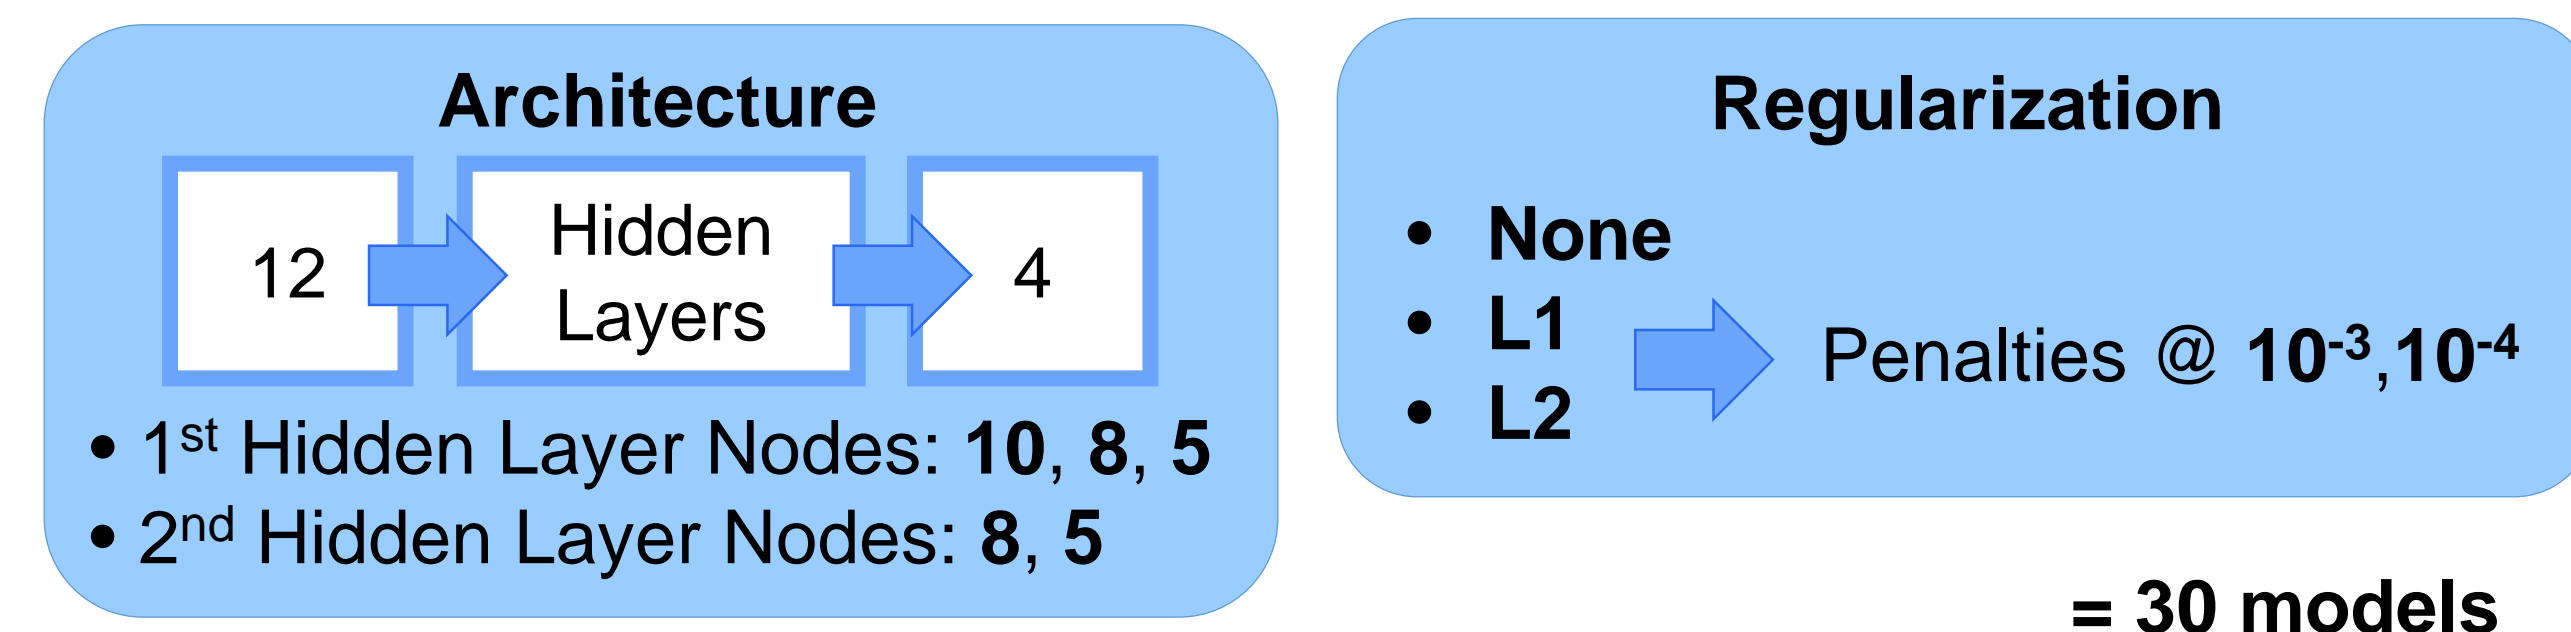 Architecture
12
Hidden
Layers
4
• 1st Hidden Layer Nodes: 10, 8, 5
• 2nd Hidden Layer Nodes: 8, 5
Regularization
• None
• L1
• L2
Penalties @ 10-3,10-4
= 30 models